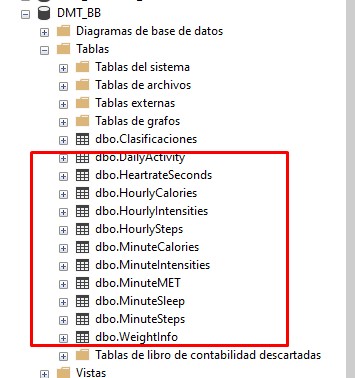 DMT_BB
Diagramas de base de datos
Tablas
Tablas del sistema
Tablas de archivos
Tablas externas
Tablas de grafos
dbo.Clasificaciones
dbo.DailyActivity
dbo.HeartrateSeconds
dbo.HourlyCalories
dbo.HourlyIntensities
dbo.HourlySteps
dbo.MinuteCalories
dbo.MinuteIntensities
dbo.MinuteMET
dbo.MinuteSleep
dbo.MinuteSteps
dbo.WeightInfo
Tablas de libro de contabilidad descartadas
Vistas